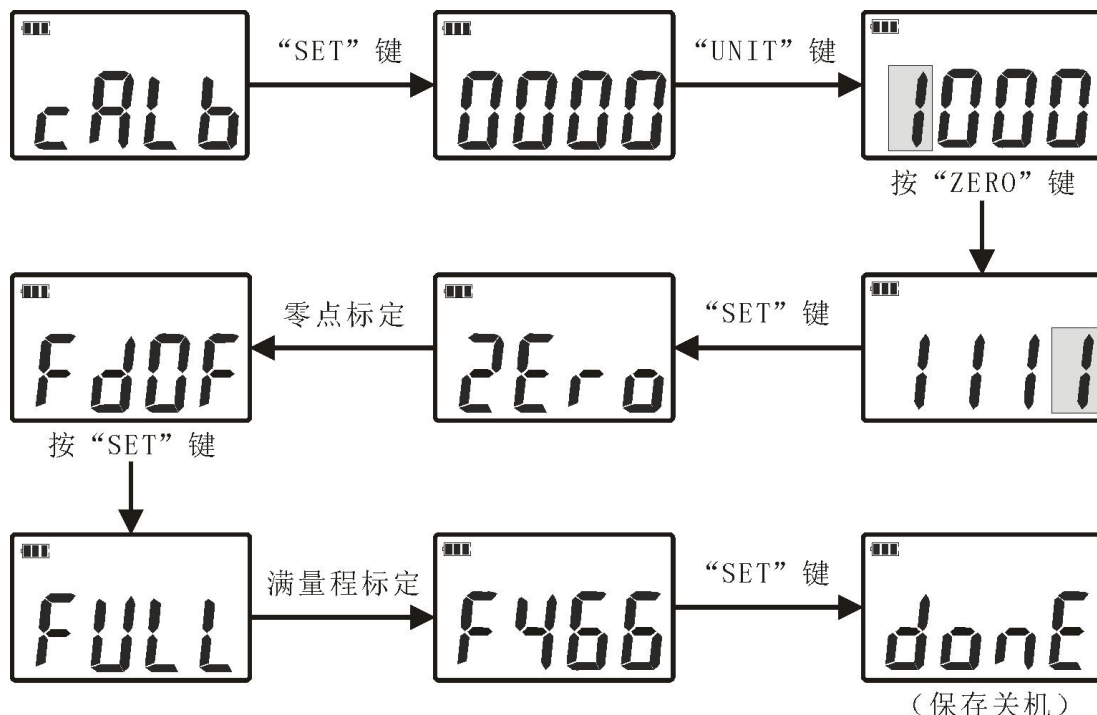 cALb
“SET” 键
0000
“UNIT” 键
1000
按 “ZERO” 键
1111
“SET” 键
2Ero
零点标定
Fd0F
按 “SET” 键
FULL
满量程标定
F466
“SET” 键
donE
（保存关机）